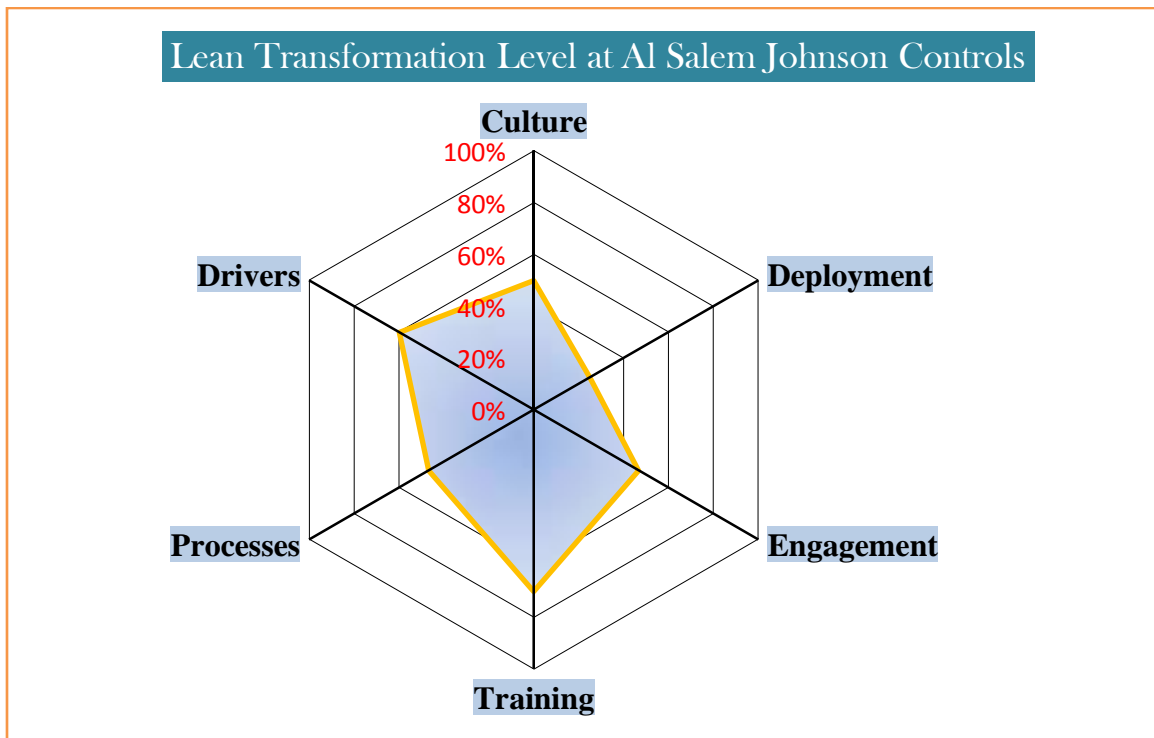 Lean Transformation Level at Al Salem Johnson Controls
Culture
100%
80%
60%
40%
20%
0%
Drivers
Deployment
Processes
Engagement
Training